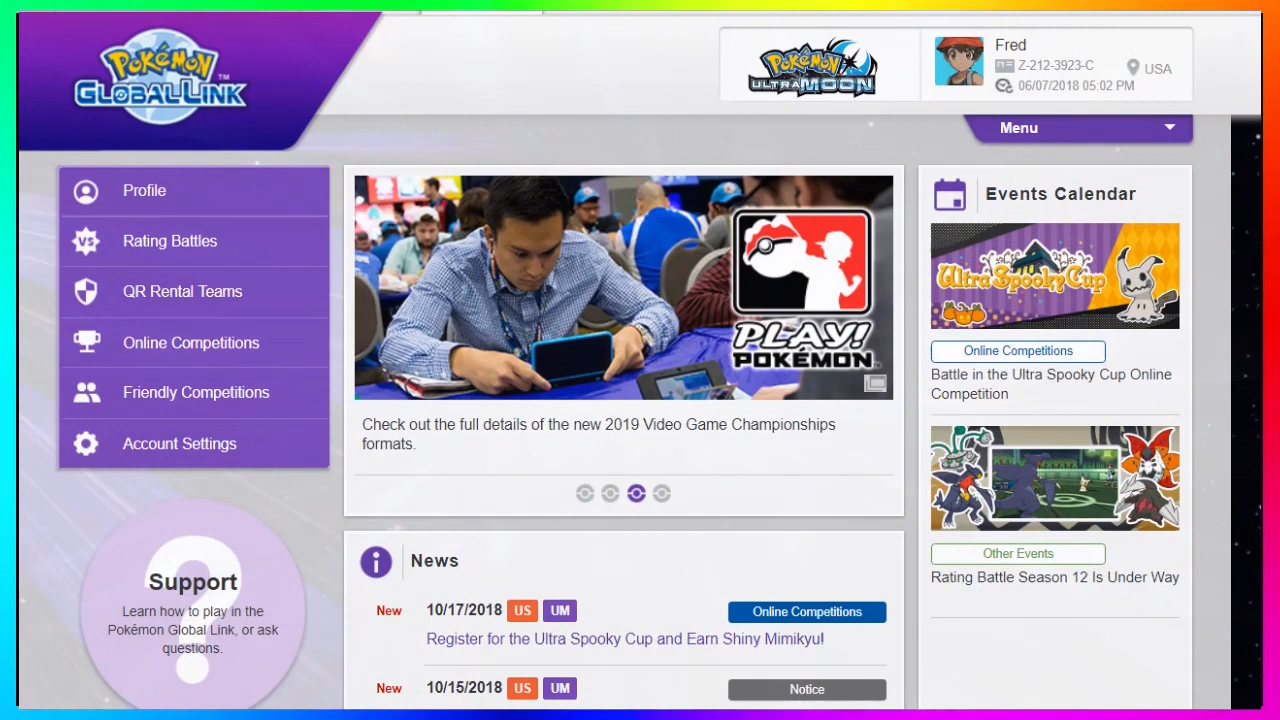 POKéMON
GLOBAL LINK
TM
POKéMON
ULTRA MOON
Fred
Z-212-3923-C
USA
06/07/2018 05:02 PM
Menu
Profile
VS
Rating Battles
QR Rental Teams
Online Competitions
Friendly Competitions
Account Settings
?
Support
Learn how to play in the
Pokémon Global Link, or ask
questions.
PLAY!
POKÉMON
Check out the full details of the new 2019 Video Game Championships
formats.
i
News
New 10/17/2018 US UM Online Competitions
Register for the Ultra Spooky Cup and Earn Shiny Mimikyu!
New 10/15/2018 US UM Notice
Events Calendar
Ultra Spooky Cup
Online Competitions
Battle in the Ultra Spooky Cup Online
Competition
Other Events
Rating Battle Season 12 Is Under Way